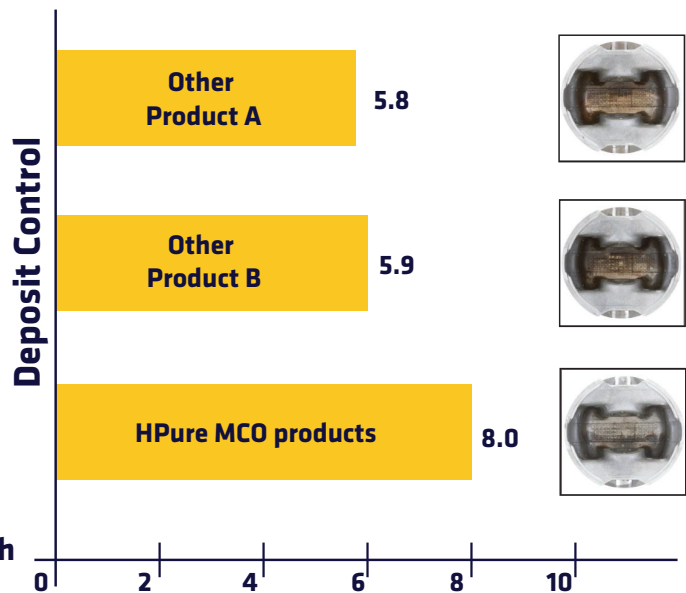 Other
Product A
5.8
Other
Product B
5.9
HPure MCO products
8.0
Deposit Control
h
0 2 4 6 8 10